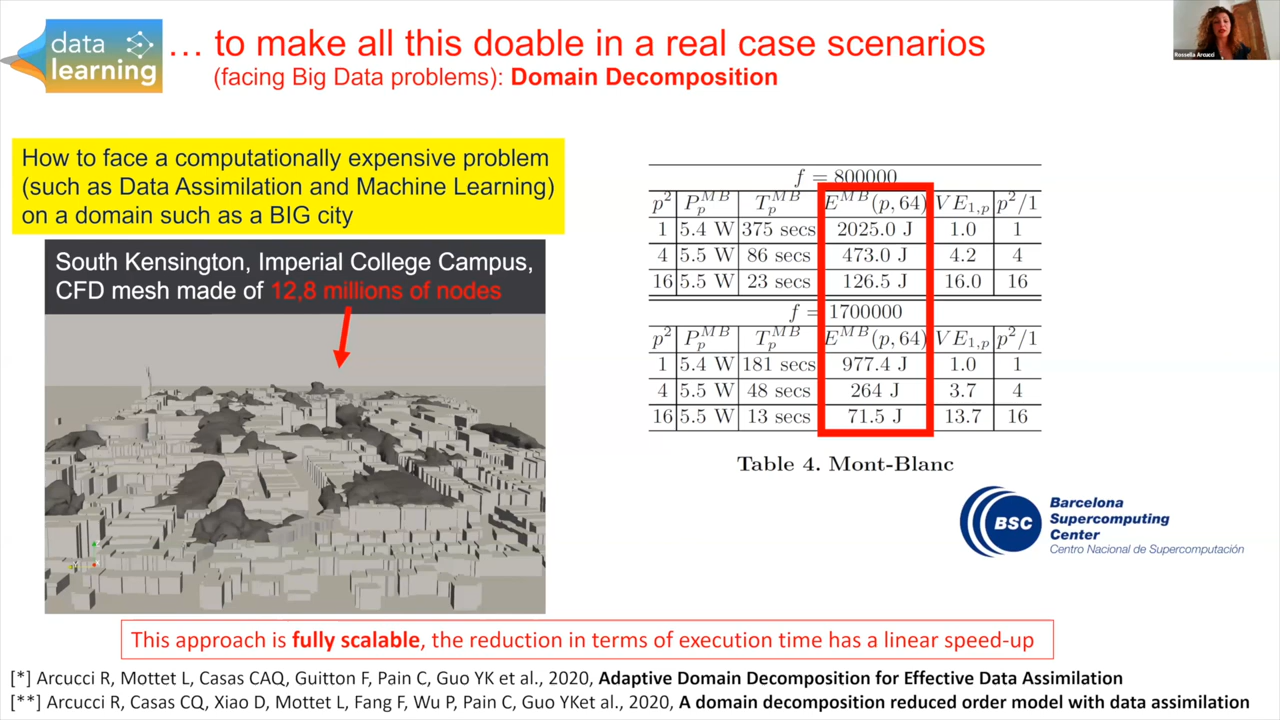 data
learning
… to make all this doable in a real case scenarios
(facing Big Data problems): Domain Decomposition
Rossella Arcucci
How to face a computationally expensive problem
(such as Data Assimilation and Machine Learning)
on a domain such as a BIG city
South Kensington, Imperial College Campus,
CFD mesh made of 12,8 millions of nodes
f = 800000
p² P_p^MB T_p^MB E^MB(p, 64) VE_1,p p²/1
1 5.4 W 375 secs 2025.0 J 1.0 1
4 5.5 W 86 secs 473.0 J 4.2 4
16 5.5 W 23 secs 126.5 J 16.0 16
f = 1700000
p² P_p^MB T_p^MB E^MB(p, 64) VE_1,p p²/1
1 5.4 W 181 secs 977.4 J 1.0 1
4 5.5 W 48 secs 264 J 3.7 4
16 5.5 W 13 secs 71.5 J 13.7 16
Table 4. Mont-Blanc
BSC
Barcelona
Supercomputing
Center
Centro Nacional de Supercomputación
This approach is fully scalable, the reduction in terms of execution time has a linear speed-up
[*] Arcucci R, Mottet L, Casas CAQ, Guitton F, Pain C, Guo YK et al., 2020, Adaptive Domain Decomposition for Effective Data Assimilation
[**] Arcucci R, Casas CQ, Xiao D, Mottet L, Fang F, Wu P, Pain C, Guo YKet al., 2020, A domain decomposition reduced order model with data assimilation